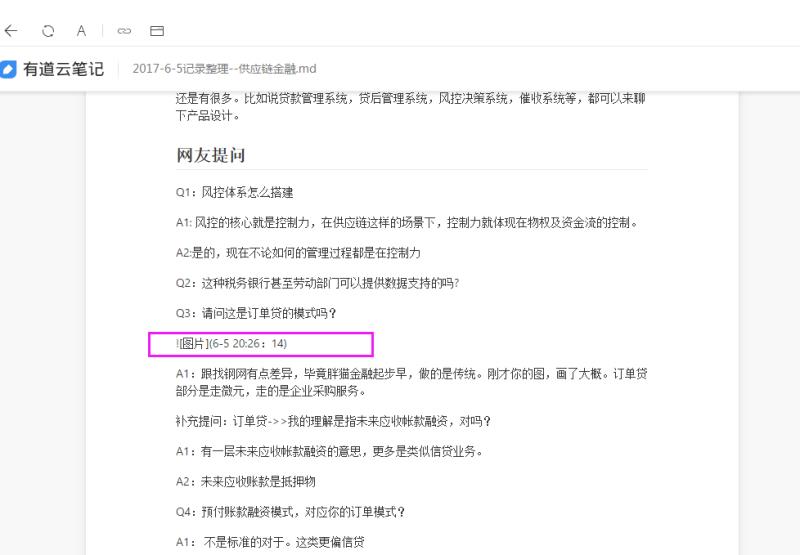 A
有道云笔记
2017-6-5记录整理--供应链金融.md
还是有很多。比如说贷款管理系统，贷后管理系统，风控决策系统，催收系统等，都可以来聊
下产品设计。
网友提问
Q1：风控体系怎么搭建
A1: 风控的核心就是控制力，在供应链这样的场景下，控制力就体现在物权及资金流的控制。
A2:是的，现在不论如何的管理过程都是在控制力
Q2：这种税务银行甚至劳动部门可以提供数据支持的吗?
Q3：请问这是订单贷的模式吗？
![图片](6-5 20:26：14)
A1：跟找钢网有点差异，毕竟胖猫金融起步早，做的是传统。刚才你的图，画了大概。订单贷
部分是走微元，走的是企业采购服务。
补充提问：订单贷->>我的理解是指未来应收帐款融资，对吗？
A1：有一层未来应收帐款融资的意思，更多是类似信贷业务。
A2：未来应收账款是抵押物
Q4：预付账款融资模式，对应你的订单模式？
A1： 不是标准的对于。这类更偏信贷